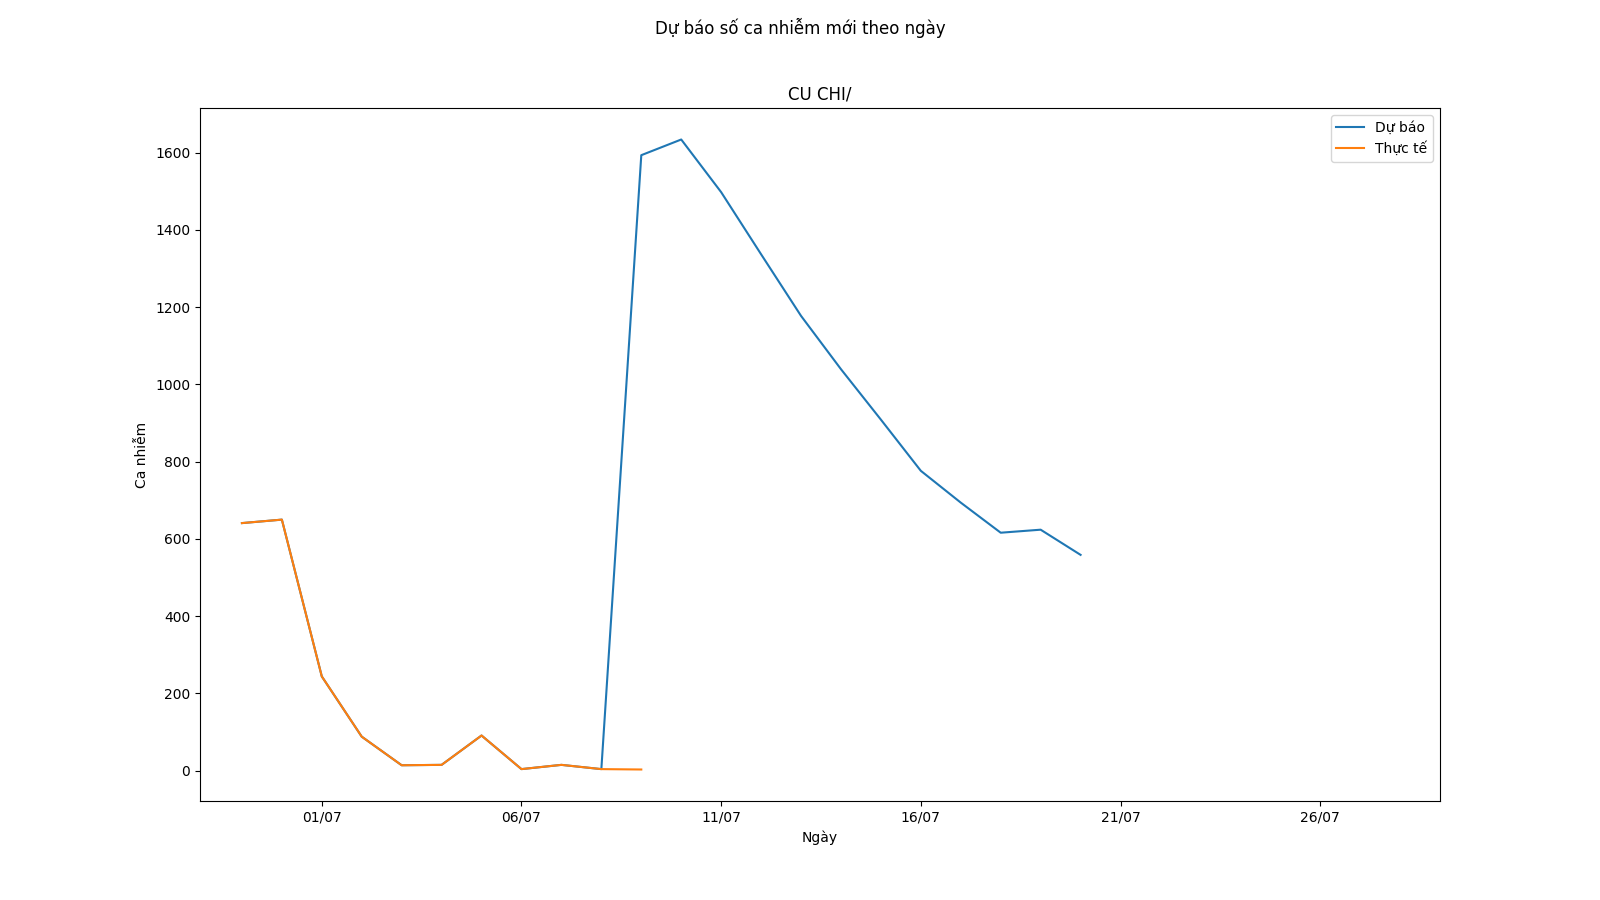 Dự báo số ca nhiễm mới theo ngày
CU CHI/
Dự báo
Thực tế
1600
1400
1200
1000
800
600
400
200
0
Ca nhiễm
01/07 06/07 11/07 16/07 21/07 26/07
Ngày